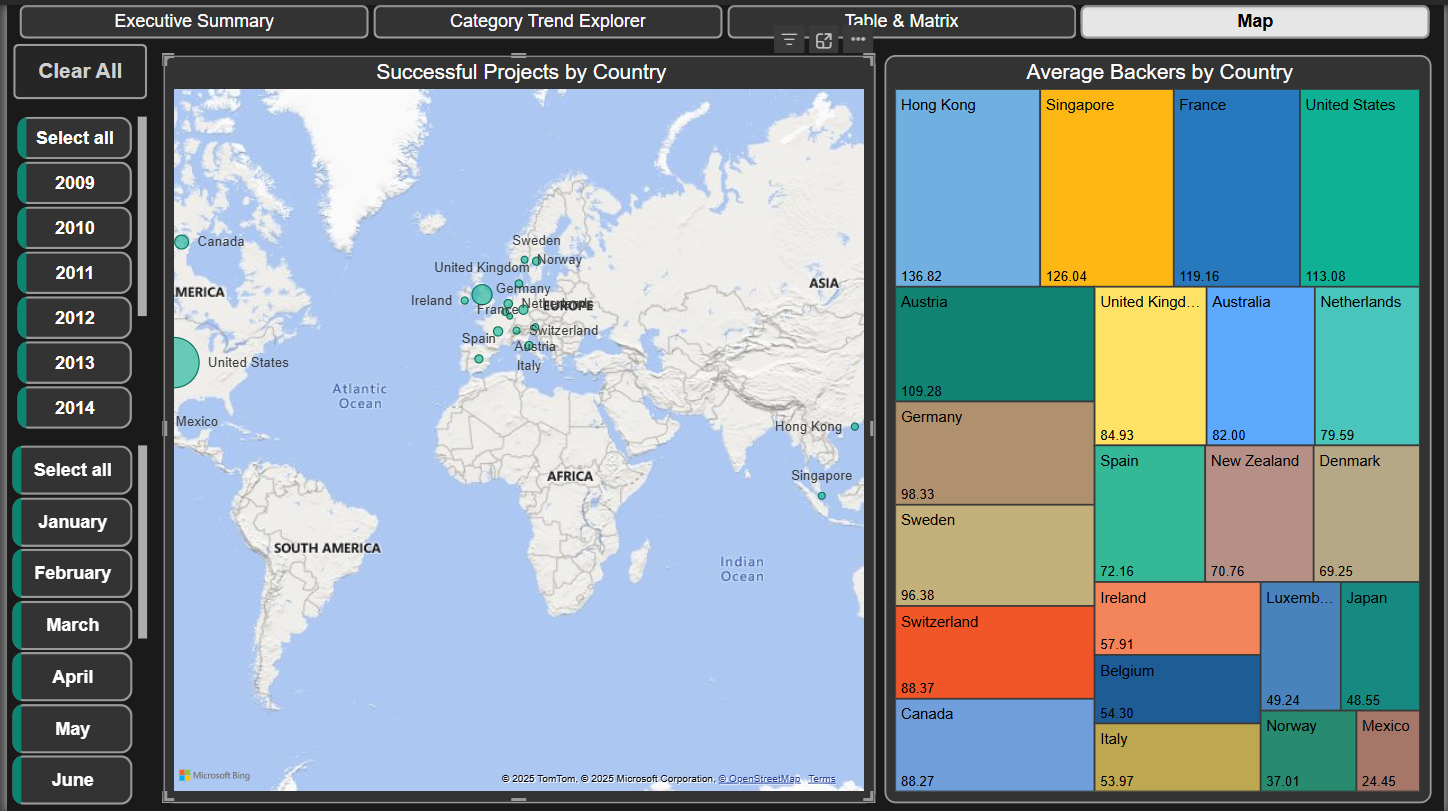 Executive Summary
Category Trend Explorer
Table & Matrix
Map
Clear All
Select all
2009
2010
2011
2012
2013
2014
Select all
January
February
March
April
May
June
Successful Projects by Country
Canada
Sweden
Norway
United Kingdom
Germany
Ireland
Netherlands
EUROPE
France
Spain
Switzerland
Austria
Italy
MERICA
ASIA
United States
Atlantic
Ocean
Mexico
Hong Kong
Singapore
AFRICA
SOUTH AMERICA
Indian
Ocean
Microsoft Bing
© 2025 TomTom, © 2025 Microsoft Corporation, © OpenStreetMap Terms
Average Backers by Country
Hong Kong
136.82
Singapore
126.04
France
119.16
United States
113.08
Austria
109.28
Germany
98.33
Sweden
96.38
Switzerland
88.37
Canada
88.27
United Kingd...
84.93
Australia
82.00
Netherlands
79.59
Spain
72.16
New Zealand
70.76
Denmark
69.25
Ireland
57.91
Belgium
54.30
Italy
53.97
Luxemb...
49.24
Japan
48.55
Norway
37.01
Mexico
24.45